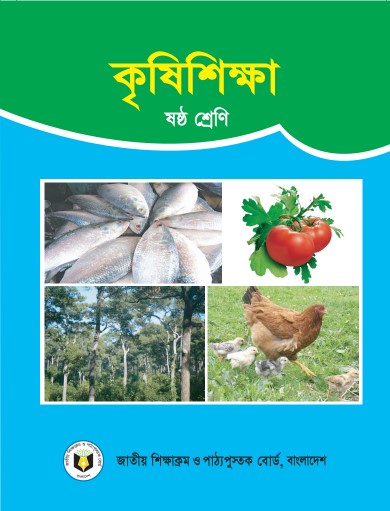 কৃষিশিক্ষা
ষষ্ঠ শ্রেণি
জাতীয় শিক্ষাক্রম ও পাঠ্যপুস্তক বোর্ড, বাংলাদেশ